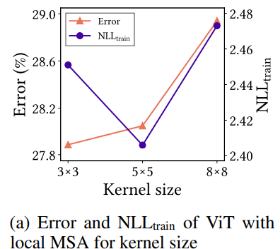 29.0
28.6
28.2
27.8
Error (%)
Error
NLLtrain
2.48
2.46
2.44
2.42
2.40
NLLtrain
3×3 5×5 8×8
Kernel size
(a) Error and NLLtrain of ViT with
local MSA for kernel size